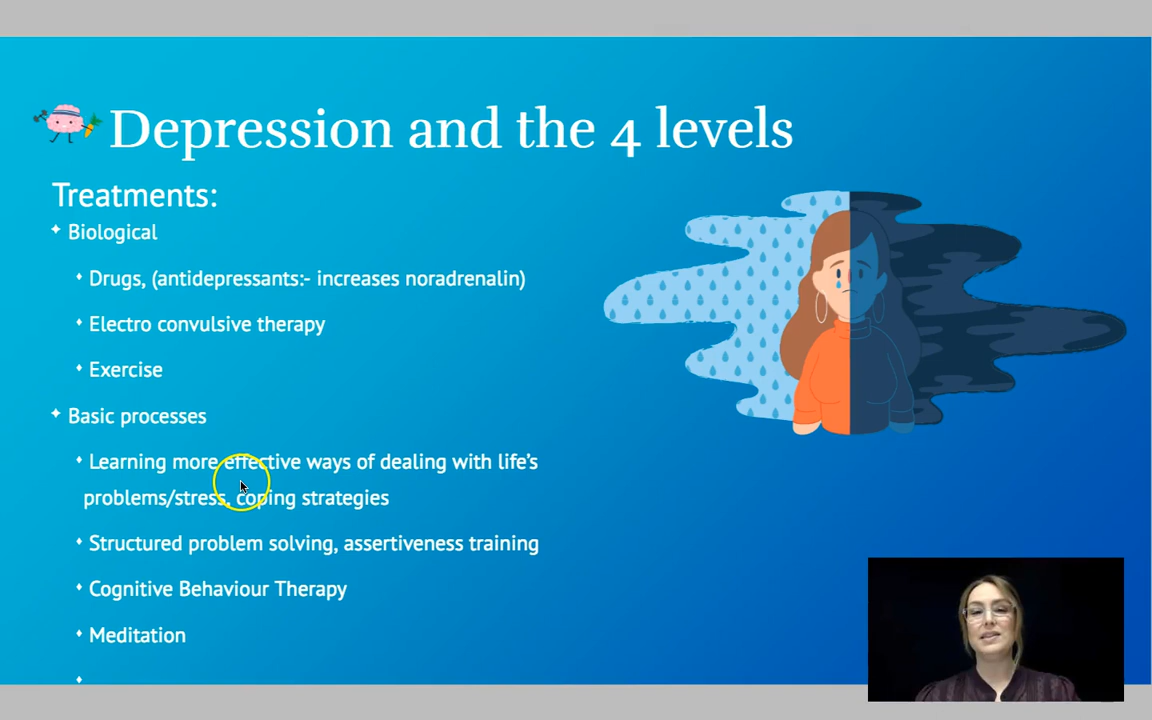 Depression and the 4 levels
Treatments:
Biological
Drugs, (antidepressants:- increases noradrenalin)
Electro convulsive therapy
Exercise
Basic processes
Learning more effective ways of dealing with life's
problems/stress, coping strategies
Structured problem solving, assertiveness training
Cognitive Behaviour Therapy
Meditation